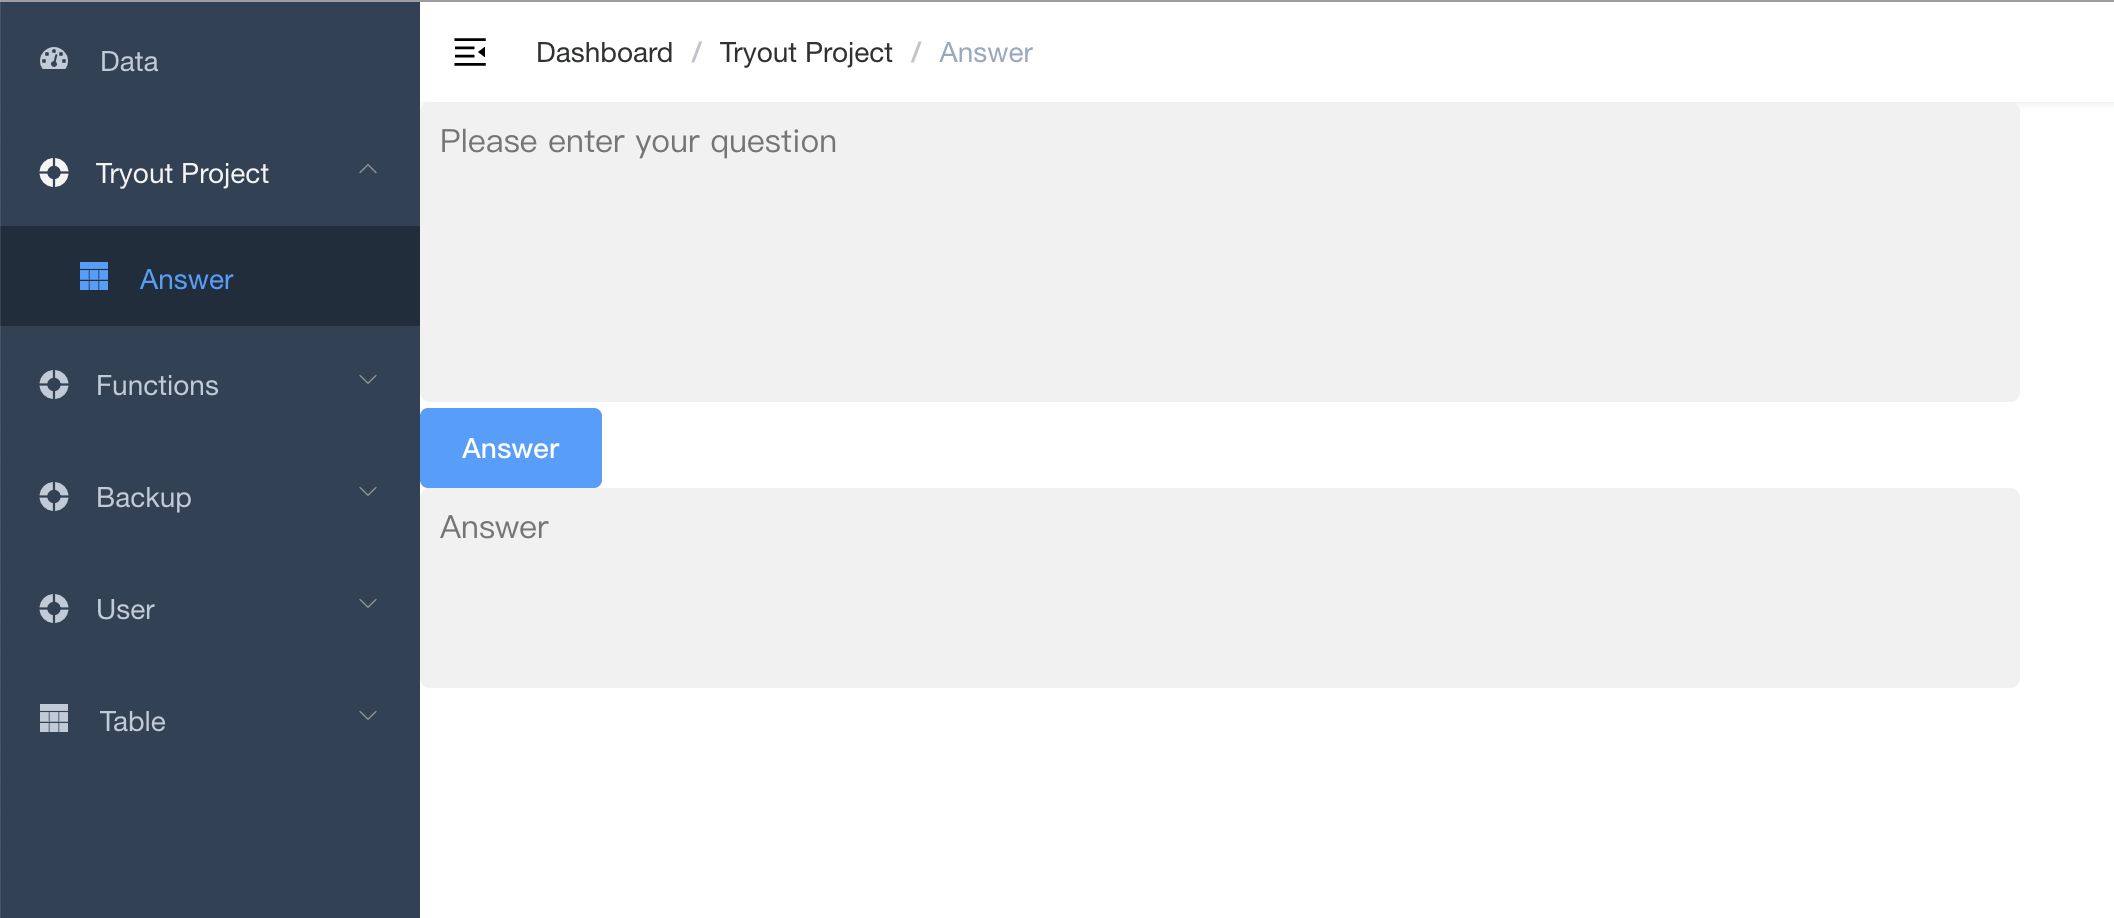 Data
Tryout Project
Answer
Functions
Backup
User
Table
Dashboard / Tryout Project / Answer
Please enter your question
Answer
Answer